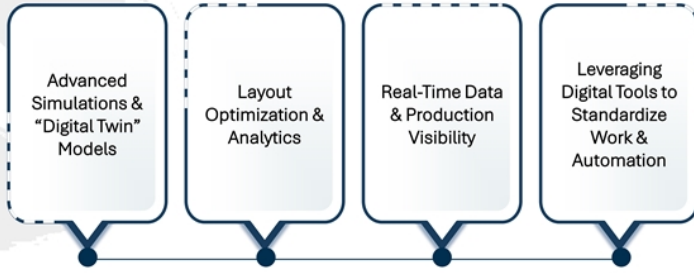 Advanced
Simulations &
“Digital Twin”
Models
Layout
Optimization &
Analytics
Real-Time Data
& Production
Visibility
Leveraging
Digital Tools to
Standardize
Work &
Automation